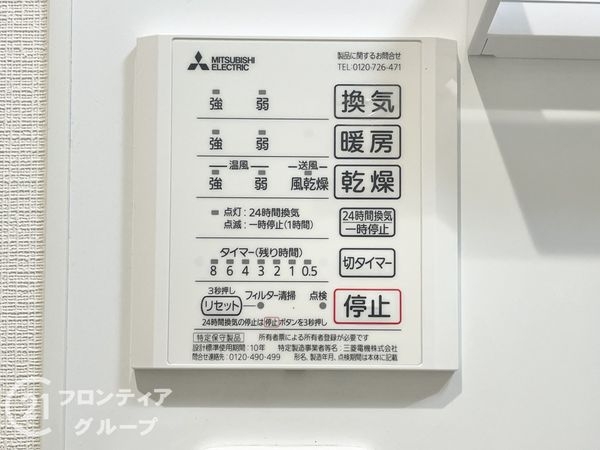 MITSUBISHI
ELECTRIC
製品に関するお問合せ
TEL:0120-726-471
強 弱 換気
強 弱 暖房
温風 送風
強 弱 風乾燥 乾燥
点灯:24時間換気
点滅:一時停止(1時間)
24時間換気
一時停止
タイマー(残り時間)
8 6 4 3 2 1 0.5
切タイマー
3秒押し
リセット フィルター清掃 点検
停止
24時間換気の停止は停止ボタンを3秒押し
特定保守製品 所有者票による所有者登録が必要です
設計標準使用期間:10年 特定製造事業者等名:三菱電機株式会社
問合せ連絡先:0120-490-499 形名、製造年月、点検期間は本体に記載
フロンティア
グループ